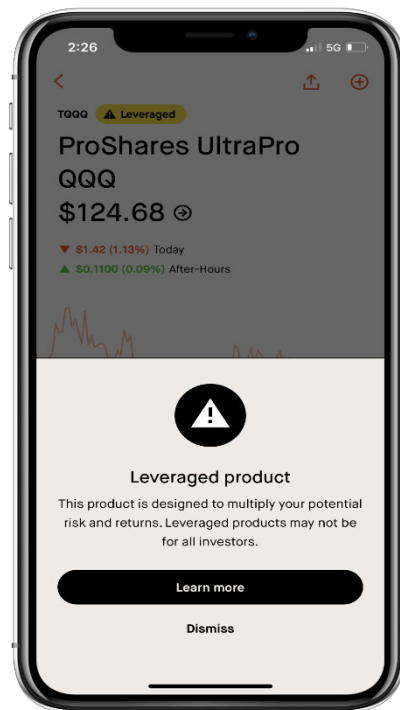 2:26
5G
TQQQ Leveraged
ProShares UltraPro
QQQ
$124.68
$1.42 (1.13%) Today
$0.1100 (0.09%) After-Hours
Leveraged product
This product is designed to multiply your potential
risk and returns. Leveraged products may not be
for all investors.
Learn more
Dismiss